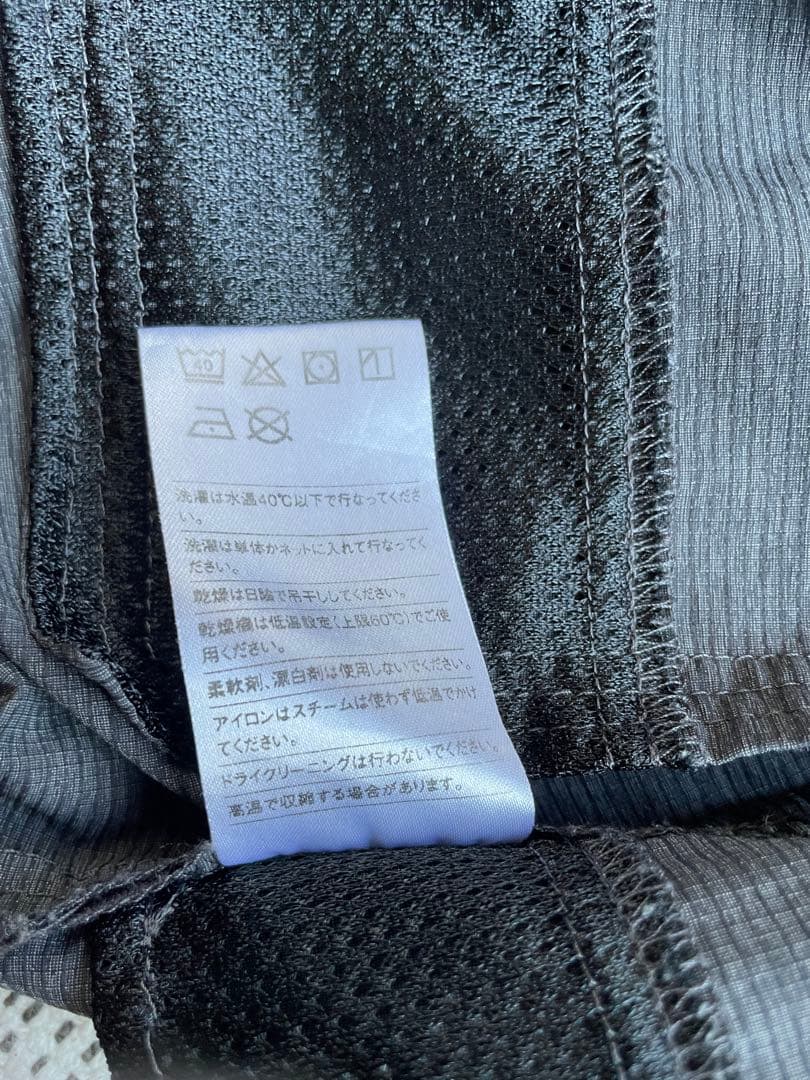 40
洗濯は水温40℃以下で行なってくださ
い。
洗濯は単体かネットに入れて行なってく
ださい。
乾燥は日陰で吊干ししてください。
乾燥機は低温設定(上限60℃)でご使
用ください。
柔軟剤、漂白剤は使用しないでください。
アイロンはスチームは使わず低温でかけ
てください。
ドライクリーニングは行わないでください。
高温で収縮する場合があります。